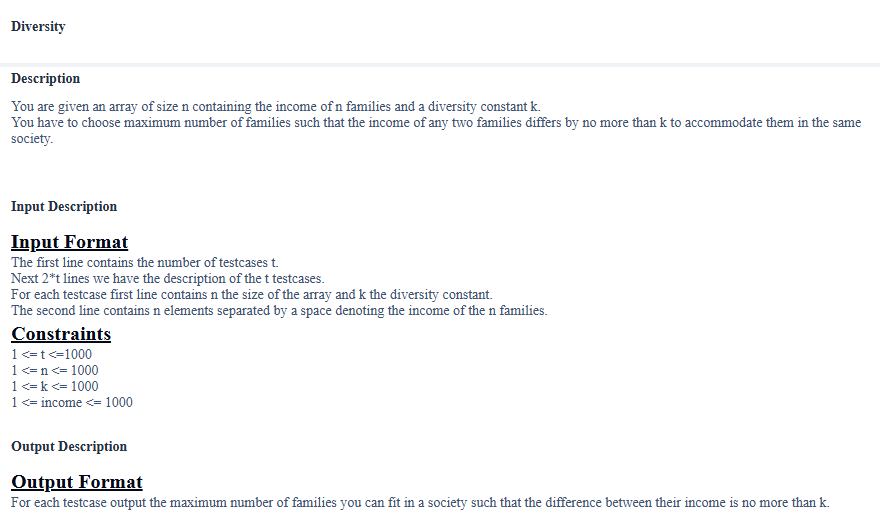 Diversity
Description
You are given an array of size n containing the income of n families and a diversity constant k.
You have to choose maximum number of families such that the income of any two families differs by no more than k to accommodate them in the same
society.
Input Description
Input Format
The first line contains the number of testcases t.
Next 2*t lines we have the description of the t testcases.
For each testcase first line contains n the size of the array and k the diversity constant.
The second line contains n elements separated by a space denoting the income of the n families.
Constraints
1 <= t <=1000
1 <= n <= 1000
1 <= k <= 1000
1 <= income <= 1000
Output Description
Output Format
For each testcase output the maximum number of families you can fit in a society such that the difference between their income is no more than k.